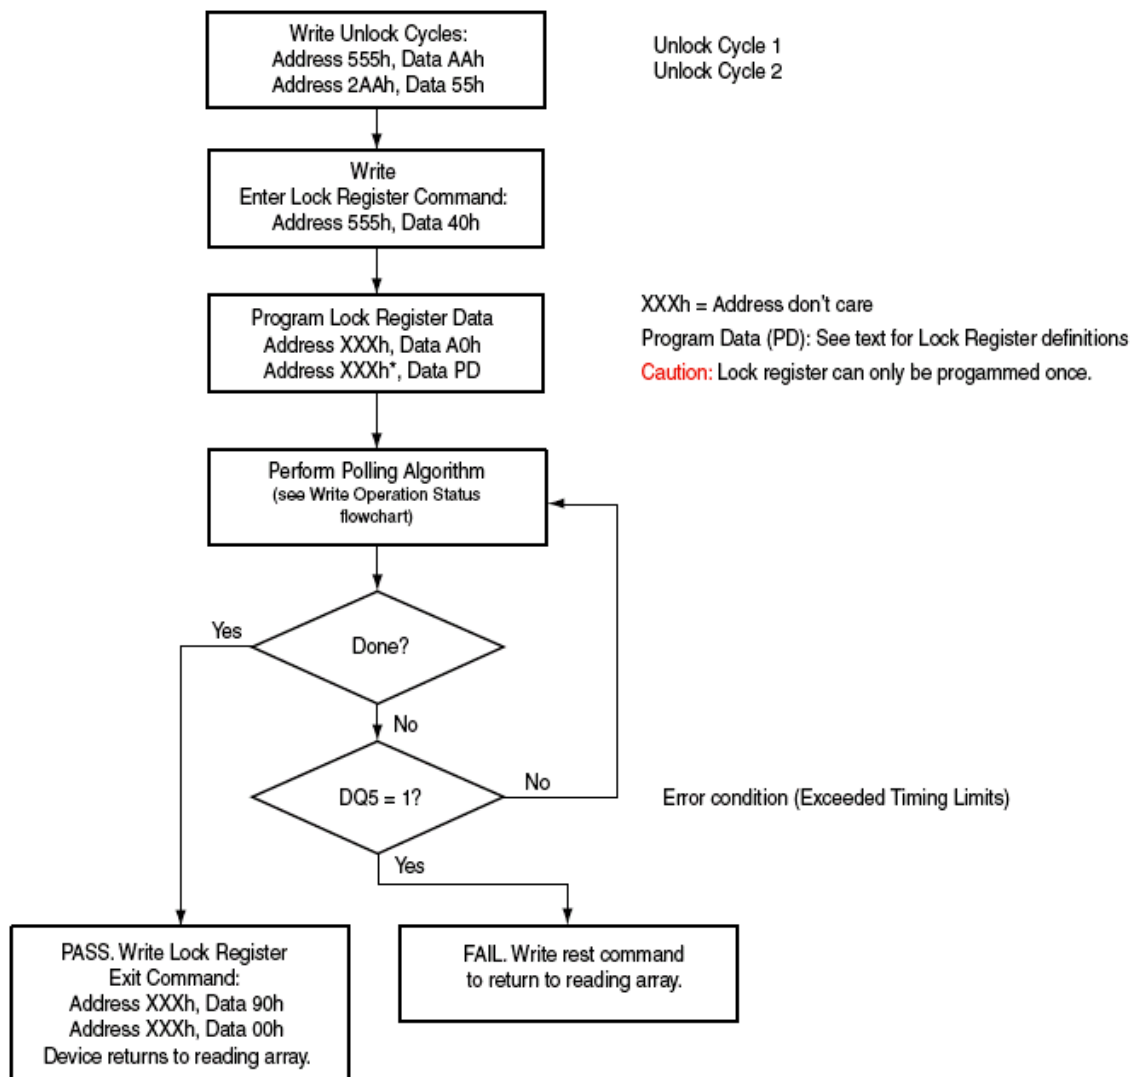 Write Unlock Cycles:
Address 555h, Data AAh
Address 2AAh, Data 55h
Unlock Cycle 1
Unlock Cycle 2
Write
Enter Lock Register Command:
Address 555h, Data 40h
Program Lock Register Data
Address XXXh, Data A0h
Address XXXh*, Data PD
XXXh = Address don't care
Program Data (PD): See text for Lock Register definitions
Caution: Lock register can only be progammed once.
Perform Polling Algorithm
(see Write Operation Status
flowchart)
Yes
Done?
No
DQ5 = 1?
No
Error condition (Exceeded Timing Limits)
Yes
PASS. Write Lock Register
Exit Command:
Address XXXh, Data 90h
Address XXXh, Data 00h
Device returns to reading array.
FAIL. Write rest command
to return to reading array.